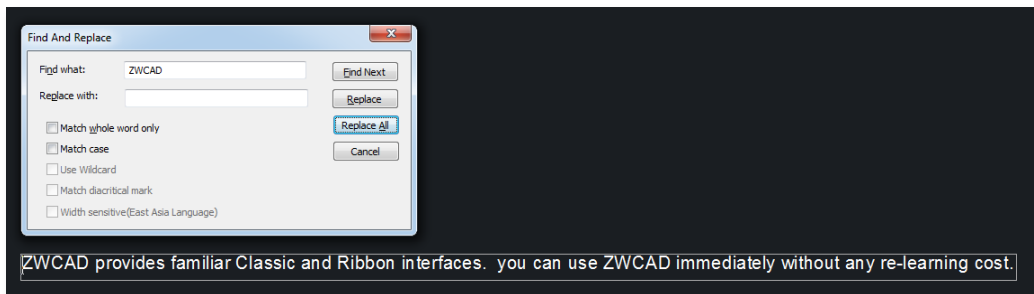 Find And Replace
Find what: ZWCAD Find Next
Replace with: Replace
Match whole word only Replace All
Match case Cancel
Use Wildcard
Match diacritical mark
Width sensitive(East Asia Language)
ZWCAD provides familiar Classic and Ribbon interfaces.  you can use ZWCAD immediately without any re-learning cost.